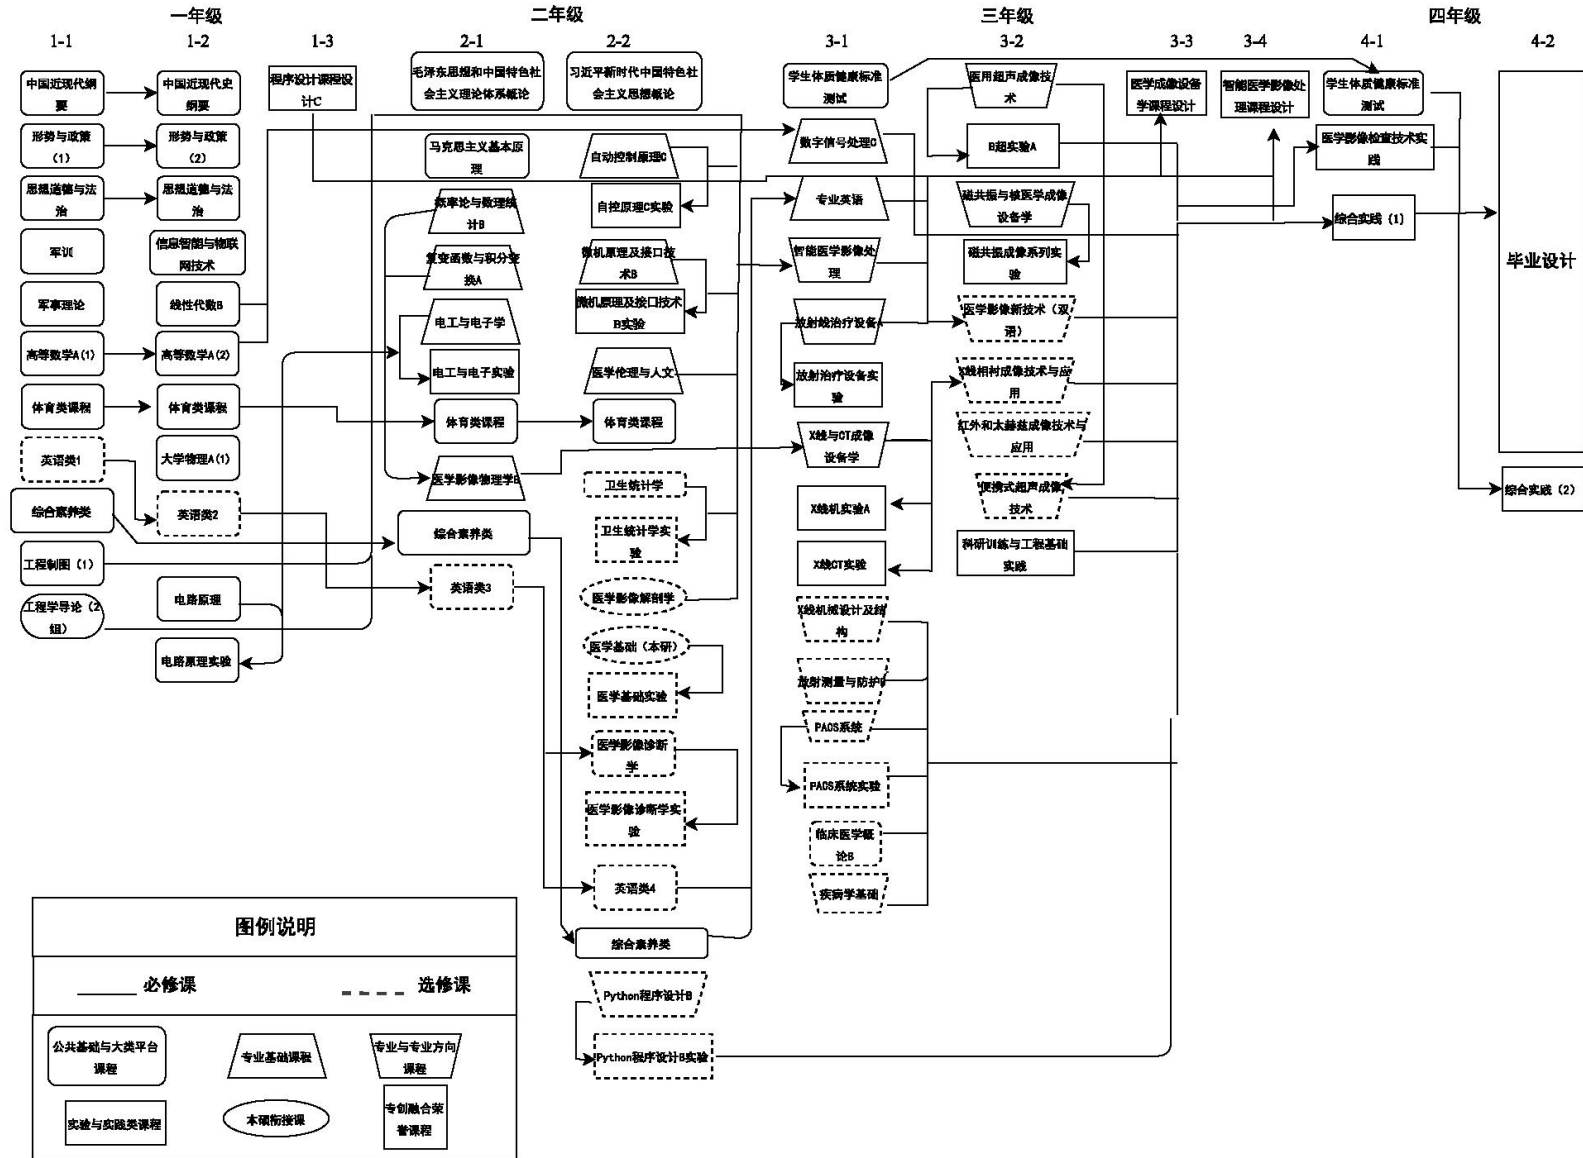 一年级
二年级
三年级
四年级
1-1
1-2
1-3
2-1
2-2
3-1
3-2
3-3
3-4
4-1
4-2
中国近现代纲
要
形势与政策
（1）
思想道德与法
治
军训
军事理论
高等数学A(1)
体育类课程
英语类1
综合素养类
工程制图（1）
工程学导论（2
组）
中国近现代史
纲要
形势与政策
（2）
思想道德与法
治
信息智能与物联
网技术
线性代数B
高等数学A(2)
体育类课程
大学物理A(1)
英语类2
电路原理
电路原理实验
程序设计课程设
计C
毛泽东思想和中国特色社
会主义理论体系概论
马克思主义基本原
理
概率论与数理统
计B
复变函数与积分变
换A
电工与电子学
电工与电子实验
体育类课程
医学影像物理学B
综合素养类
英语类3
习近平新时代中国特色社
会主义思想概论
自动控制原理C
自控原理C实验
微机原理及接口技
术B
微机原理及接口技术
B实验
医学伦理与人文
体育类课程
卫生统计学
卫生统计学实
验
医学影像解剖学
医学基础（本研）
医学基础实验
医学影像诊断
学
医学影像诊断学实
验
英语类4
综合素养类
Python程序设计B
Python程序设计B实验
学生体质健康标准
测试
数字信号处理C
专业英语
智能医学影像处
理
放射线治疗设备A
放射治疗设备实
验
X线与CT成像
设备学
X线机实验A
X线CT实验
X线机械设计及结
构
放射测量与防护B
PACS系统
PACS系统实验
临床医学概
论B
疾病学基础
医用超声成像技
术
B超实验A
磁共振与核医学成像
设备学
磁共振成像系列实
验
医学影像新技术（双
语）
X线相衬成像技术与应
用
红外和太赫兹成像技术与
应用
便携式超声成像
技术
科研训练与工程基础
实践
医学成像设备
学课程设计
智能医学影像处
理课程设计
学生体质健康标准
测试
医学影像检查技术实
践
综合实践（1）
毕业设计
综合实践（2）
图例说明
必修课
选修课
公共基础与大类平台
课程
专业基础课程
专业与专业方向
课程
实验与实践类课程
本硕衔接课
专创融合荣
誉课程